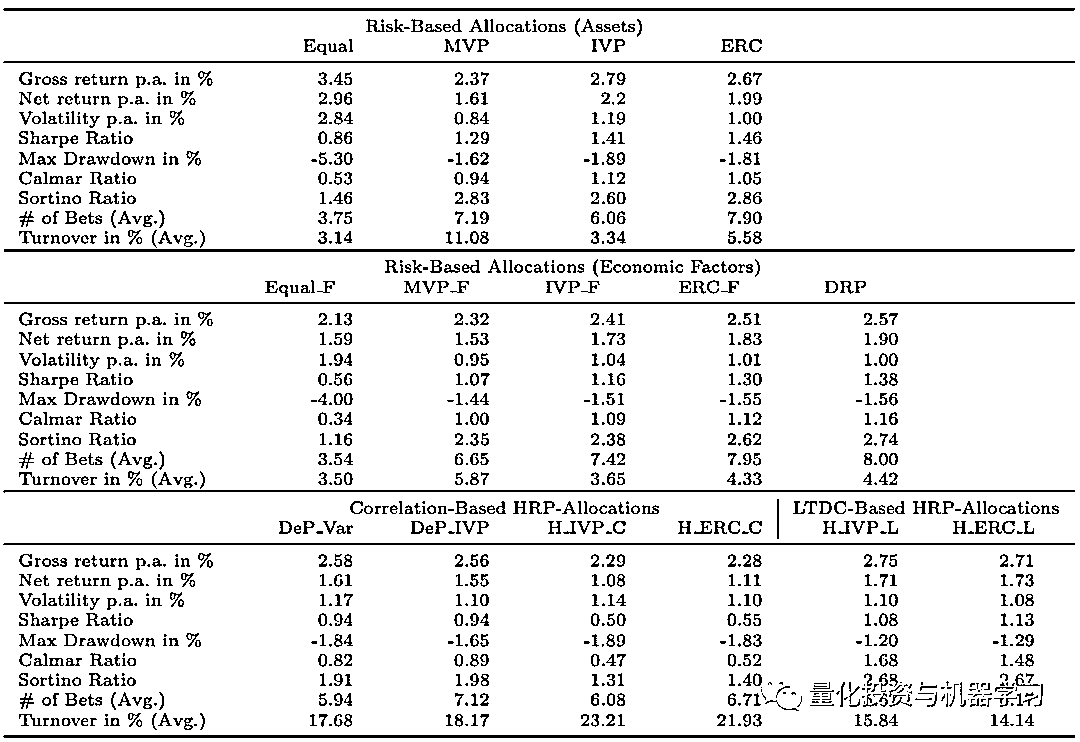 Risk-Based Allocations (Assets)
Equal MVP IVP ERC
Gross return p.a. in % 3.45 2.37 2.79 2.67
Net return p.a. in % 2.96 1.61 2.2 1.99
Volatility p.a. in % 2.84 0.84 1.19 1.00
Sharpe Ratio 0.86 1.29 1.41 1.46
Max Drawdown in % -5.30 -1.62 -1.89 -1.81
Calmar Ratio 0.53 0.94 1.12 1.05
Sortino Ratio 1.46 2.83 2.60 2.86
# of Bets (Avg.) 3.75 7.19 6.06 7.90
Turnover in % (Avg.) 3.14 11.08 3.34 5.58
Risk-Based Allocations (Economic Factors)
Equal_F MVP_F IVP_F ERC_F DRP
Gross return p.a. in % 2.13 2.32 2.41 2.51 2.57
Net return p.a. in % 1.59 1.53 1.73 1.83 1.90
Volatility p.a. in % 1.94 0.95 1.04 1.01 1.00
Sharpe Ratio 0.56 1.07 1.16 1.30 1.38
Max Drawdown in % -4.00 -1.44 -1.51 -1.55 -1.56
Calmar Ratio 0.34 1.00 1.09 1.12 1.16
Sortino Ratio 1.16 2.35 2.38 2.62 2.74
# of Bets (Avg.) 3.54 6.65 7.42 7.95 8.00
Turnover in % (Avg.) 3.50 5.87 3.65 4.33 4.42
Correlation-Based HRP-Allocations LTDC-Based HRP-Allocations
DeP_Var DeP_IVP H_IVP_C H_ERC_C H_IVP_L H_ERC_L
Gross return p.a. in % 2.58 2.56 2.29 2.28 2.75 2.71
Net return p.a. in % 1.61 1.55 1.08 1.11 1.71 1.73
Volatility p.a. in % 1.17 1.10 1.14 1.10 1.10 1.08
Sharpe Ratio 0.94 0.94 0.50 0.55 1.08 1.13
Max Drawdown in % -1.84 -1.65 -1.89 -1.83 -1.20 -1.29
Calmar Ratio 0.82 0.89 0.47 0.52 1.68 1.48
Sortino Ratio 1.91 1.98 1.31 1.40 2.68 2.67
# of Bets (Avg.) 5.94 7.12 6.08 6.71
量化投资与机器学习
Turnover in % (Avg.) 17.68 18.17 23.21 21.93 15.84 14.14